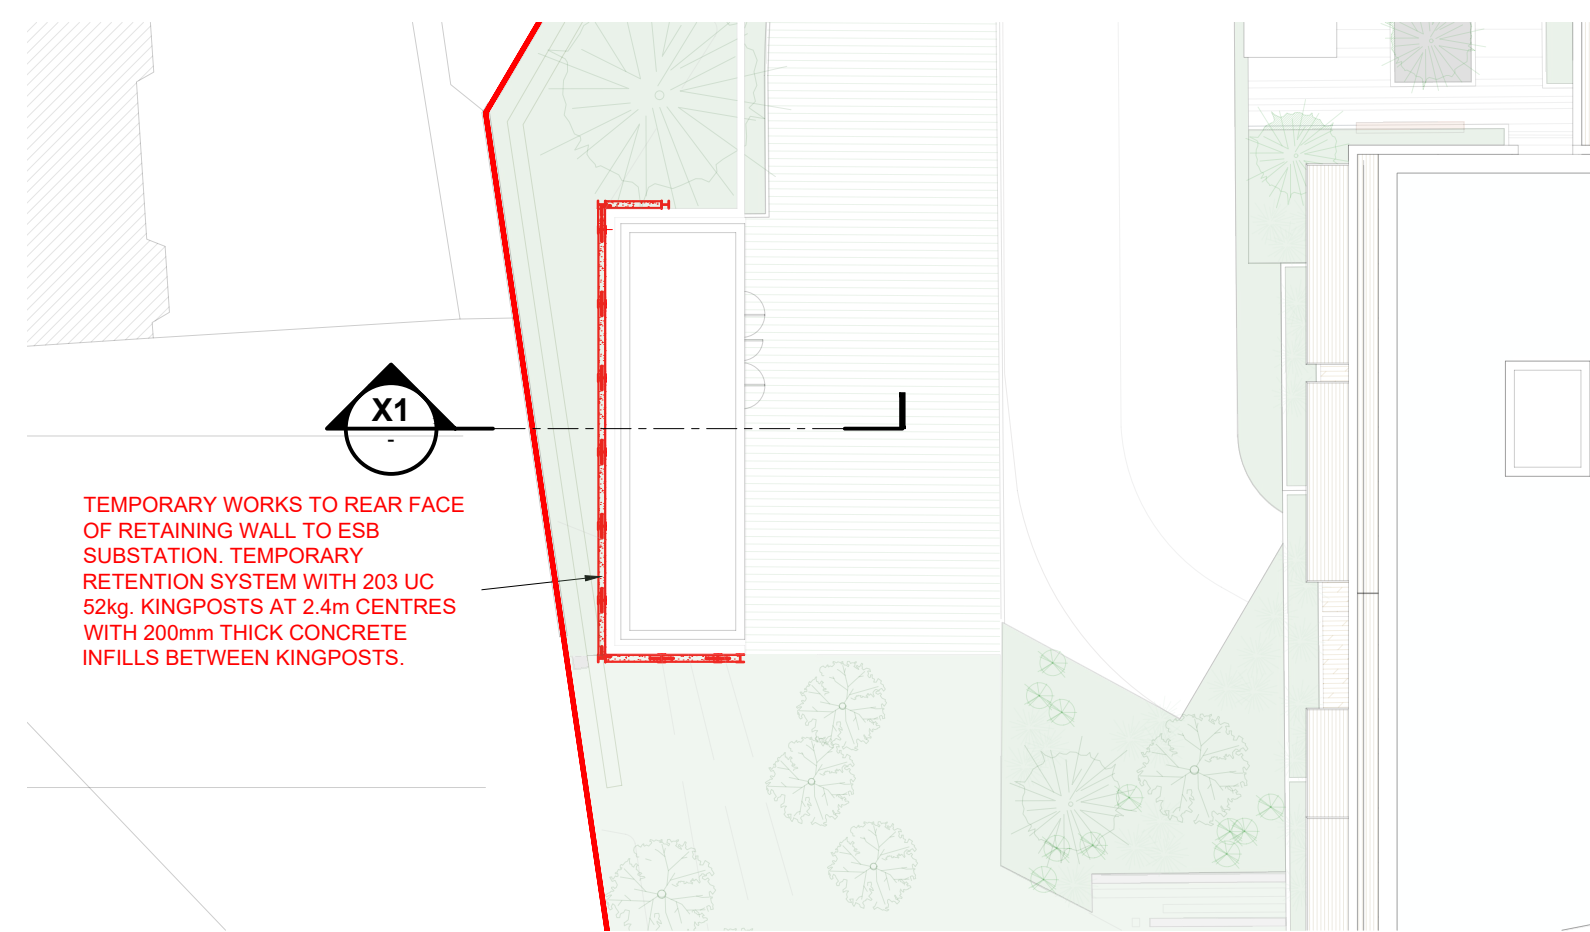 X1
-
TEMPORARY WORKS TO REAR FACE
OF RETAINING WALL TO ESB
SUBSTATION. TEMPORARY
RETENTION SYSTEM WITH 203 UC
52kg. KINGPOSTS AT 2.4m CENTRES
WITH 200mm THICK CONCRETE
INFILLS BETWEEN KINGPOSTS.